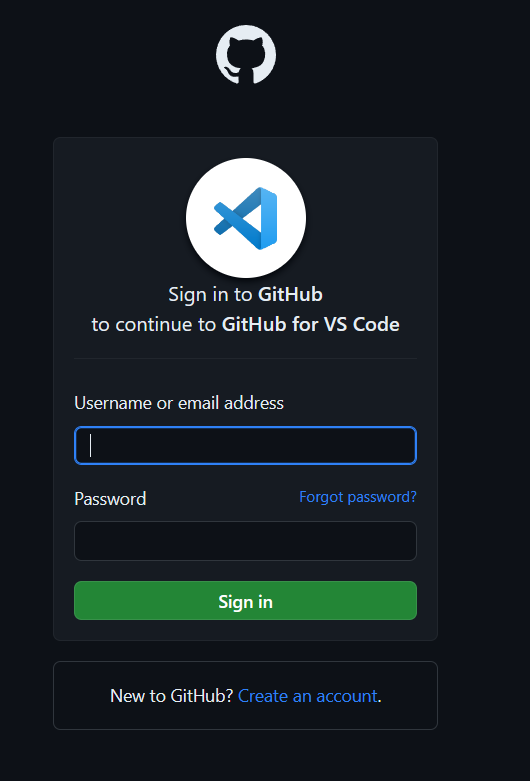 Sign in to GitHub
to continue to GitHub for VS Code
Username or email address
Password
Forgot password?
Sign in
New to GitHub? Create an account.